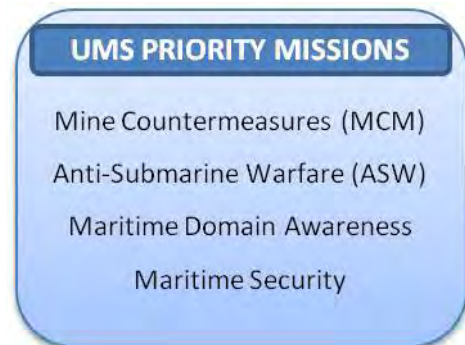 UMS PRIORITY MISSIONS
Mine Countermeasures (MCM)
Anti-Submarine Warfare (ASW)
Maritime Domain Awareness
Maritime Security